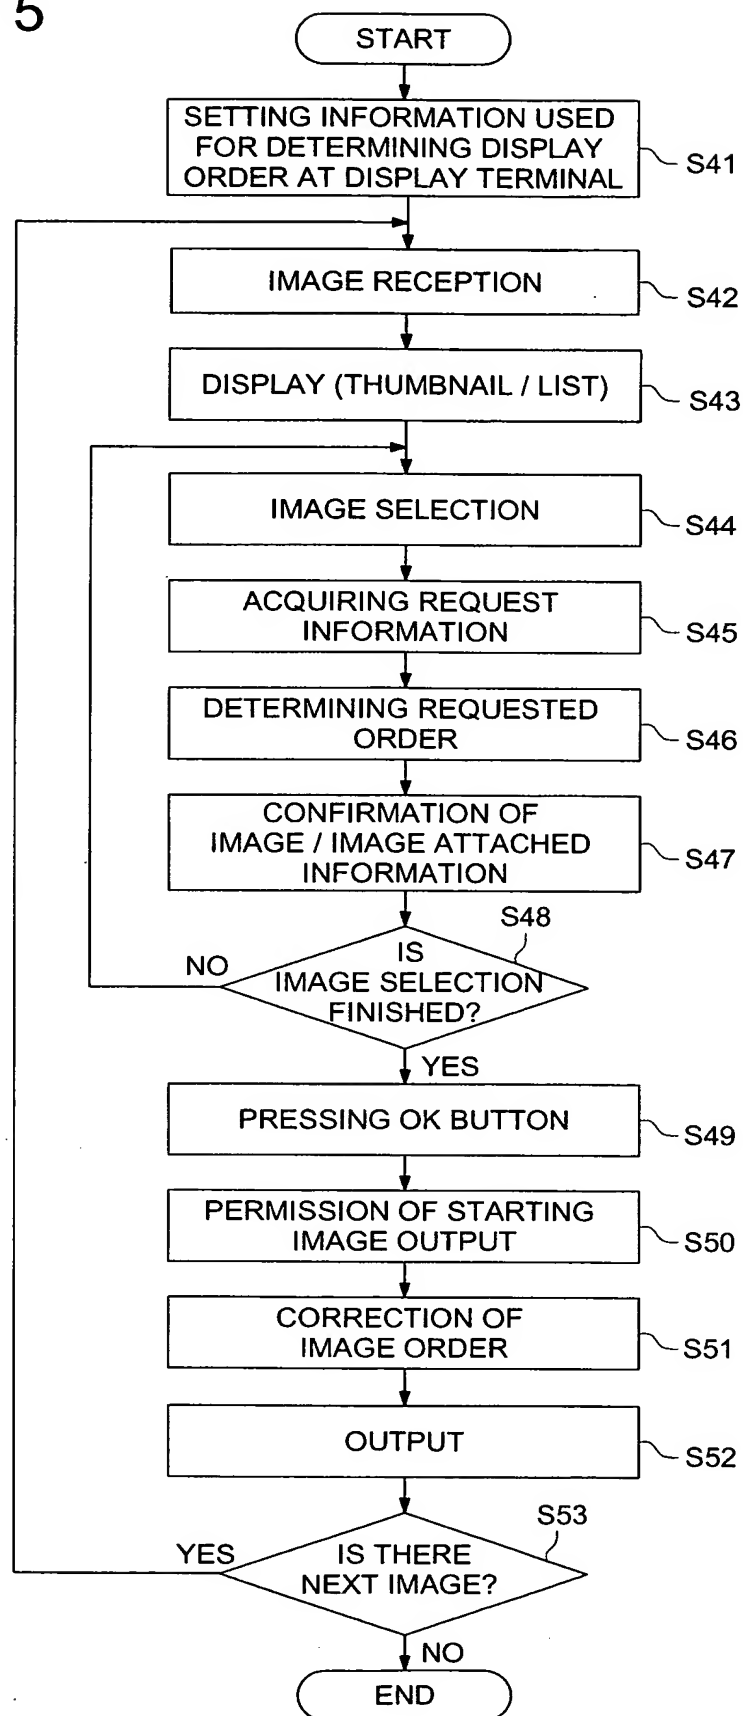 5
START
SETTING INFORMATION USED
FOR DETERMINING DISPLAY
ORDER AT DISPLAY TERMINAL
S41
IMAGE RECEPTION
S42
DISPLAY (THUMBNAIL / LIST)
S43
IMAGE SELECTION
S44
ACQUIRING REQUEST
INFORMATION
S45
DETERMINING REQUESTED
ORDER
S46
CONFIRMATION OF
IMAGE / IMAGE ATTACHED
INFORMATION
S47
S48
IS
IMAGE SELECTION
FINISHED?
NO
YES
PRESSING OK BUTTON
S49
PERMISSION OF STARTING
IMAGE OUTPUT
S50
CORRECTION OF
IMAGE ORDER
S51
OUTPUT
S52
S53
IS THERE
NEXT IMAGE?
YES
NO
END